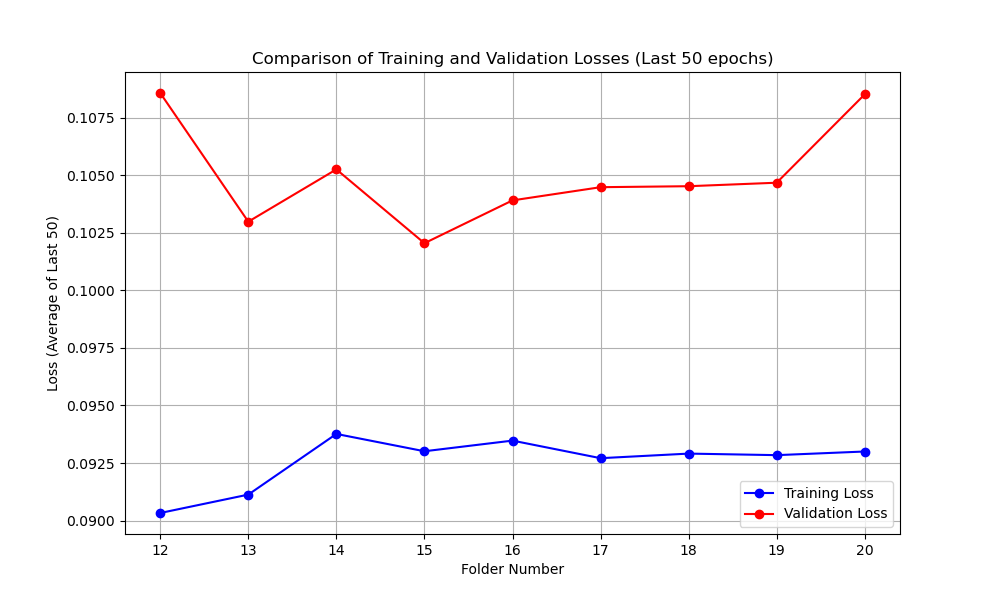 Comparison of Training and Validation Losses (Last 50 epochs)
Loss (Average of Last 50)
0.1075
0.1050
0.1025
0.1000
0.0975
0.0950
0.0925
0.0900
Training Loss
Validation Loss
12 13 14 15 16 17 18 19 20
Folder Number